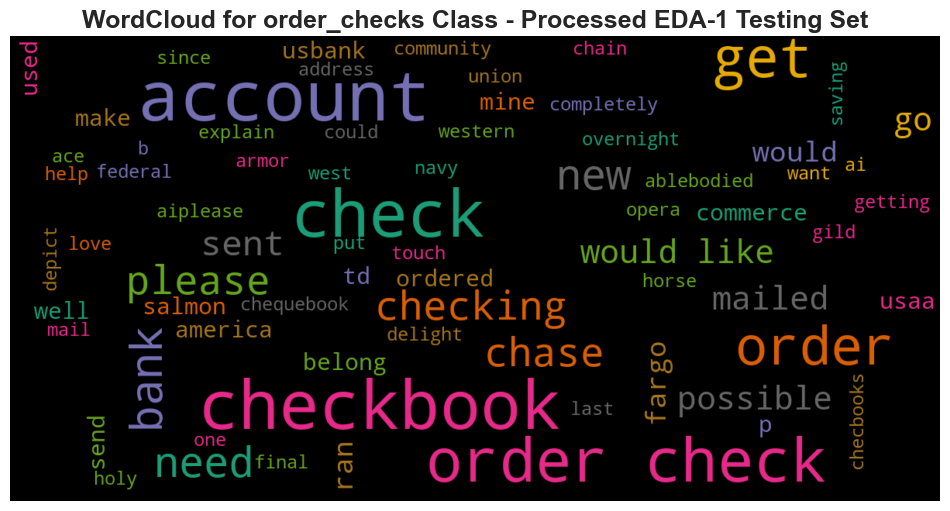 WordCloud for order_checks Class - Processed EDA-1 Testing Set
used
since
usbank
community
chain
get
address
account
union
saving
mine
completely
make
go
explain
could
western
overnight
b
would
ace
armor
ai
help
federal
west
navy
new
ablebodied
want
getting
check
aiplease
opera
commerce
gild
depict
love
sent
put
touch
would like
please
td
ordered
horse
well
salmon
chequebook
checking
mailed
usaa
mail
america
delight
order
bank
belong
chase
fargo
checkbook
last
possible
checbooks
p
send
one
need
final
ran
order check
holy